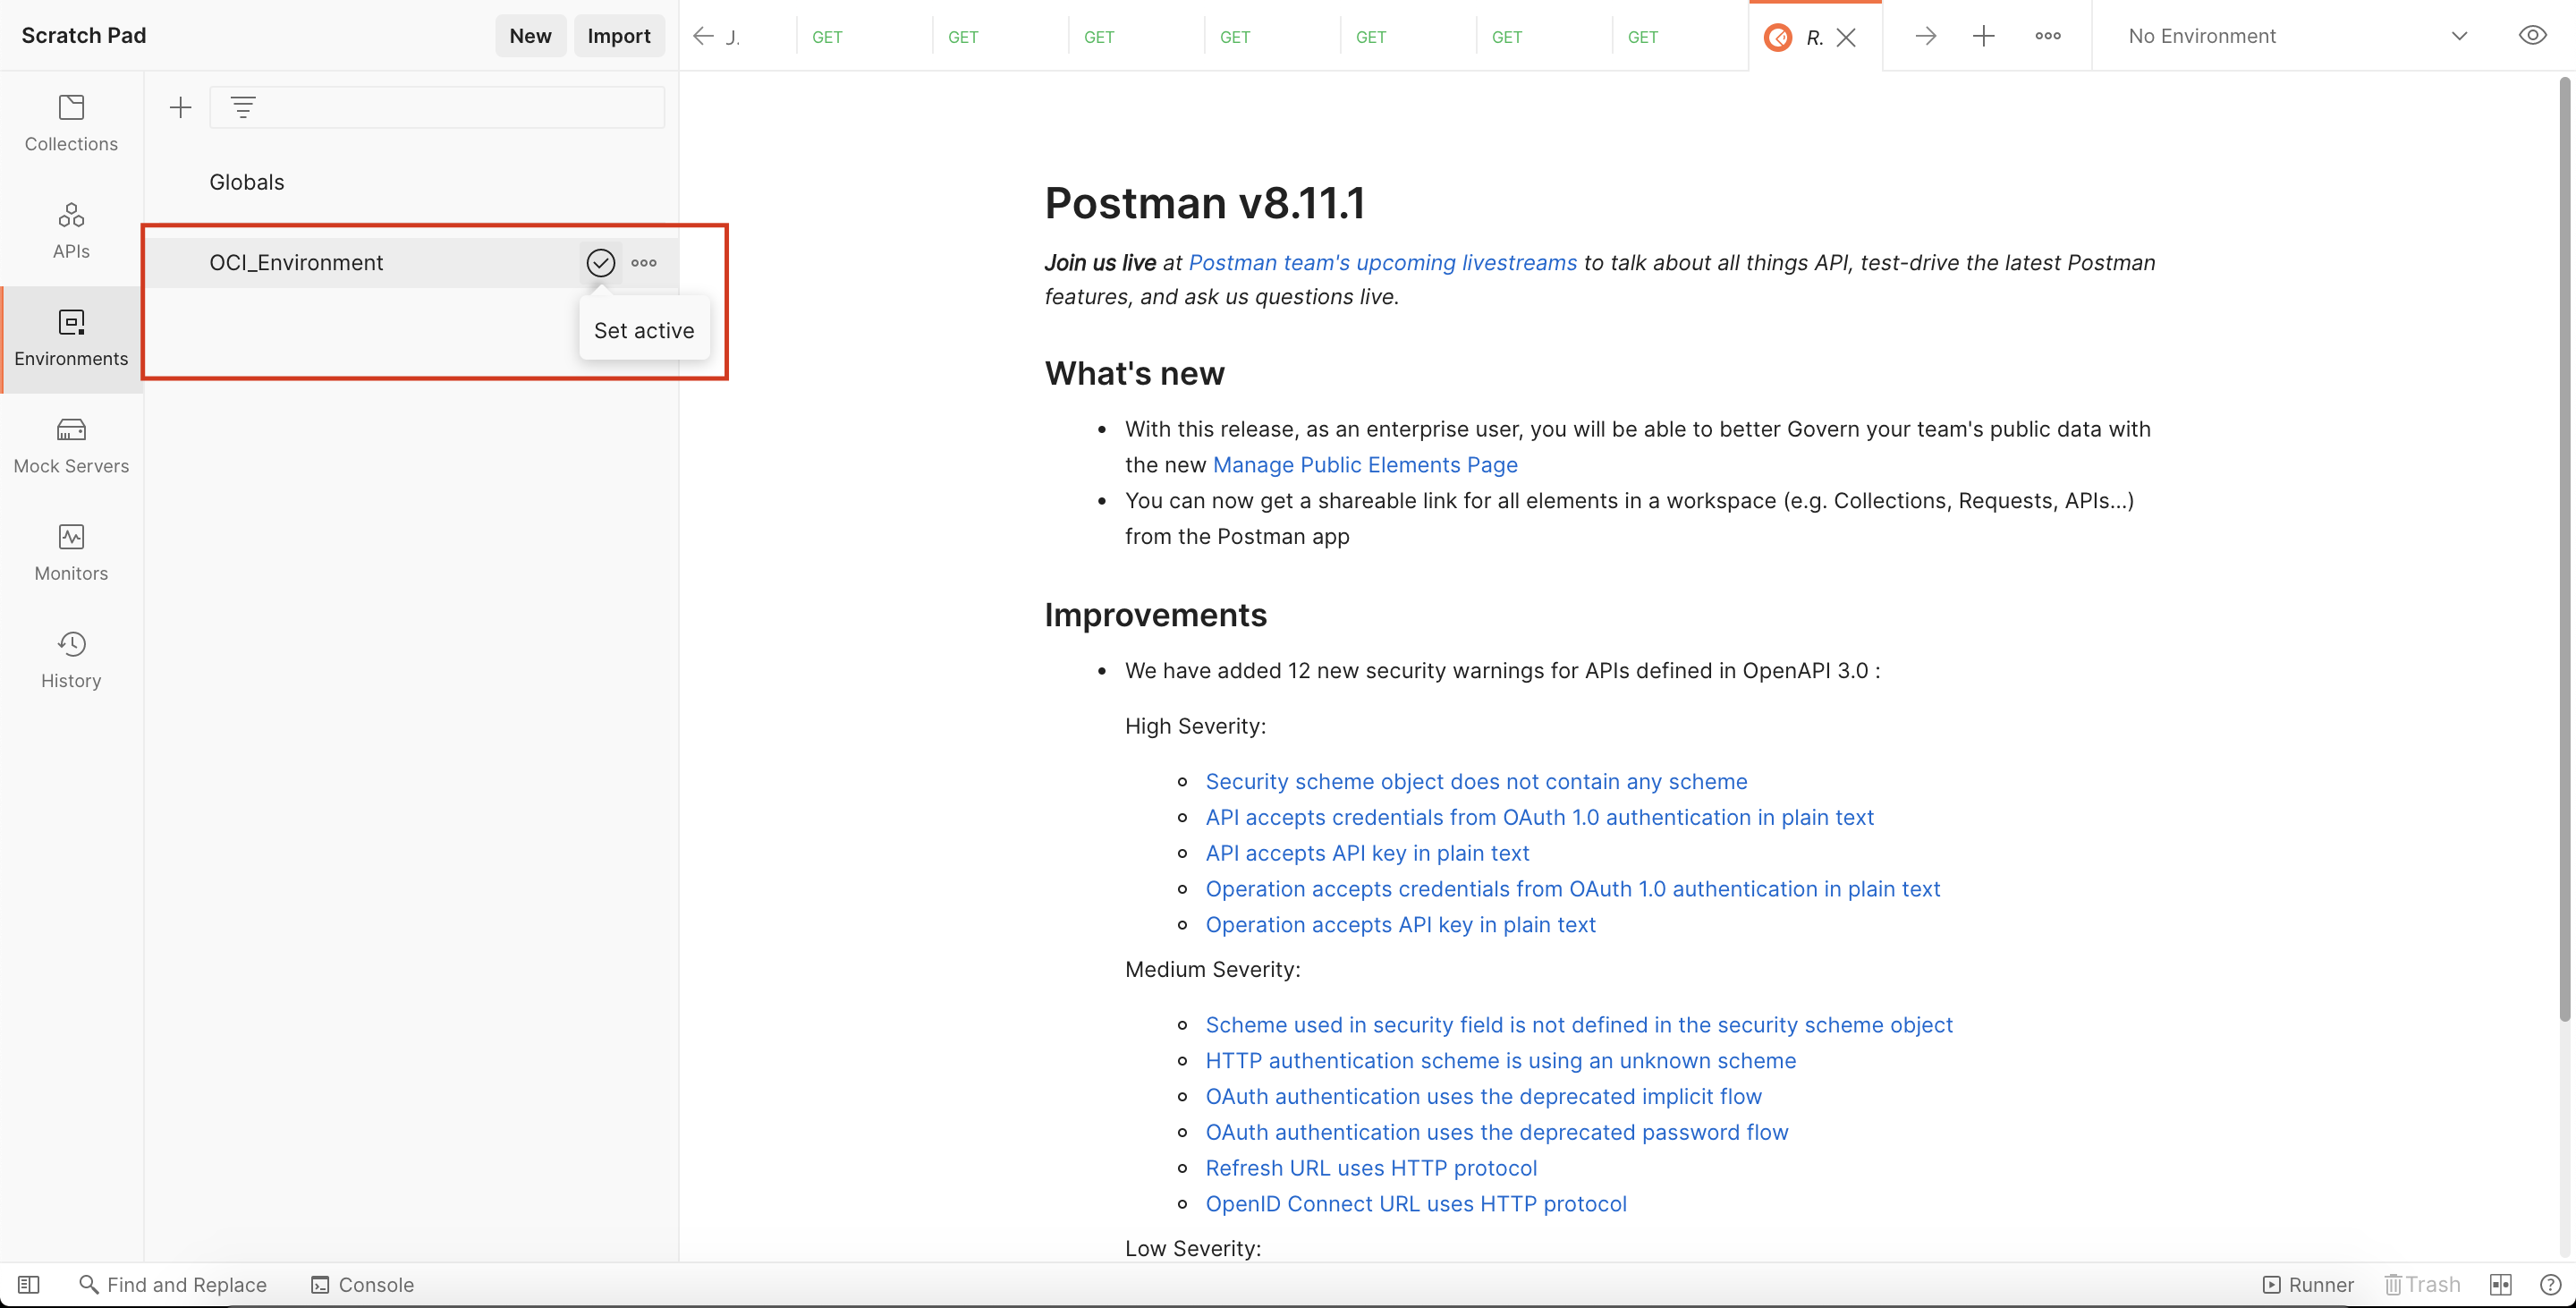 Scratch Pad
New
Import
J.
GET
GET
GET
GET
GET
GET
GET
R.
No Environment
Collections
APIs
Environments
Mock Servers
Monitors
History
Globals
OCI_Environment
Set active
Postman v8.11.1
Join us live at Postman team's upcoming livestreams to talk about all things API, test-drive the latest Postman
features, and ask us questions live.
What's new
With this release, as an enterprise user, you will be able to better Govern your team's public data with
the new Manage Public Elements Page
You can now get a shareable link for all elements in a workspace (e.g. Collections, Requests, APIs...)
from the Postman app
Improvements
We have added 12 new security warnings for APIs defined in OpenAPI 3.0 :
High Severity:
Security scheme object does not contain any scheme
API accepts credentials from OAuth 1.0 authentication in plain text
API accepts API key in plain text
Operation accepts credentials from OAuth 1.0 authentication in plain text
Operation accepts API key in plain text
Medium Severity:
Scheme used in security field is not defined in the security scheme object
HTTP authentication scheme is using an unknown scheme
OAuth authentication uses the deprecated implicit flow
OAuth authentication uses the deprecated password flow
Refresh URL uses HTTP protocol
OpenID Connect URL uses HTTP protocol
Low Severity:
Find and Replace
Console
Runner
Trash